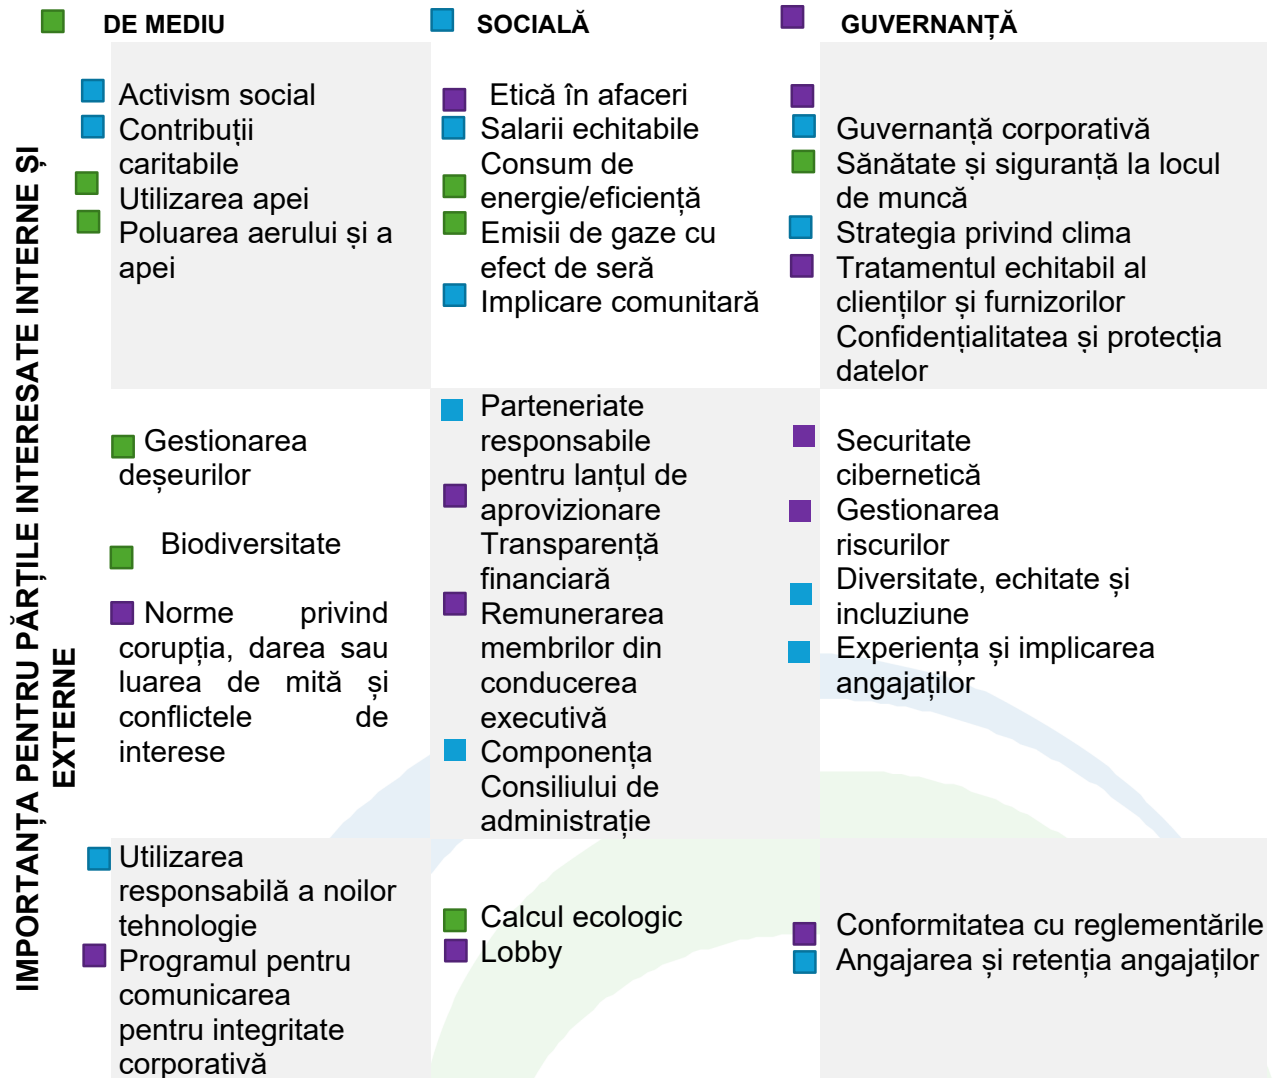 DE MEDIU
SOCIALĂ
GUVERNANȚĂ
IMPORTANȚA PENTRU PĂRȚILE INTERESATE INTERNE ȘI
EXTERNE
Activism social
Contribuții
caritabile
Utilizarea apei
Poluarea aerului și a
apei
Etică în afaceri
Salarii echitabile
Consum de
energie/eficiență
Emisii de gaze cu
efect de seră
Implicare comunitară
Guvernanță corporativă
Sănătate și siguranță la locul
de muncă
Strategia privind clima
Tratamentul echitabil al
clienților și furnizorilor
Confidențialitatea și protecția
datelor
Gestionarea
deșeurilor
Biodiversitate
Norme privind
corupția, darea sau
luarea de mită și
conflictele de
interese
Parteneriate
responsabile
pentru lanțul de
aprovizionare
Transparență
financiară
Remunerarea
membrilor din
conducerea
executivă
Componența
Consiliului de
administrație
Securitate
cibernetică
Gestionarea
riscurilor
Diversitate, echitate și
incluziune
Experiența și implicarea
angajaților
Utilizarea
responsabilă a noilor
tehnologie
Programul pentru
comunicarea
pentru integritate
corporativă
Calcul ecologic
Lobby
Conformitatea cu reglementările
Angajarea și retenția angajaților